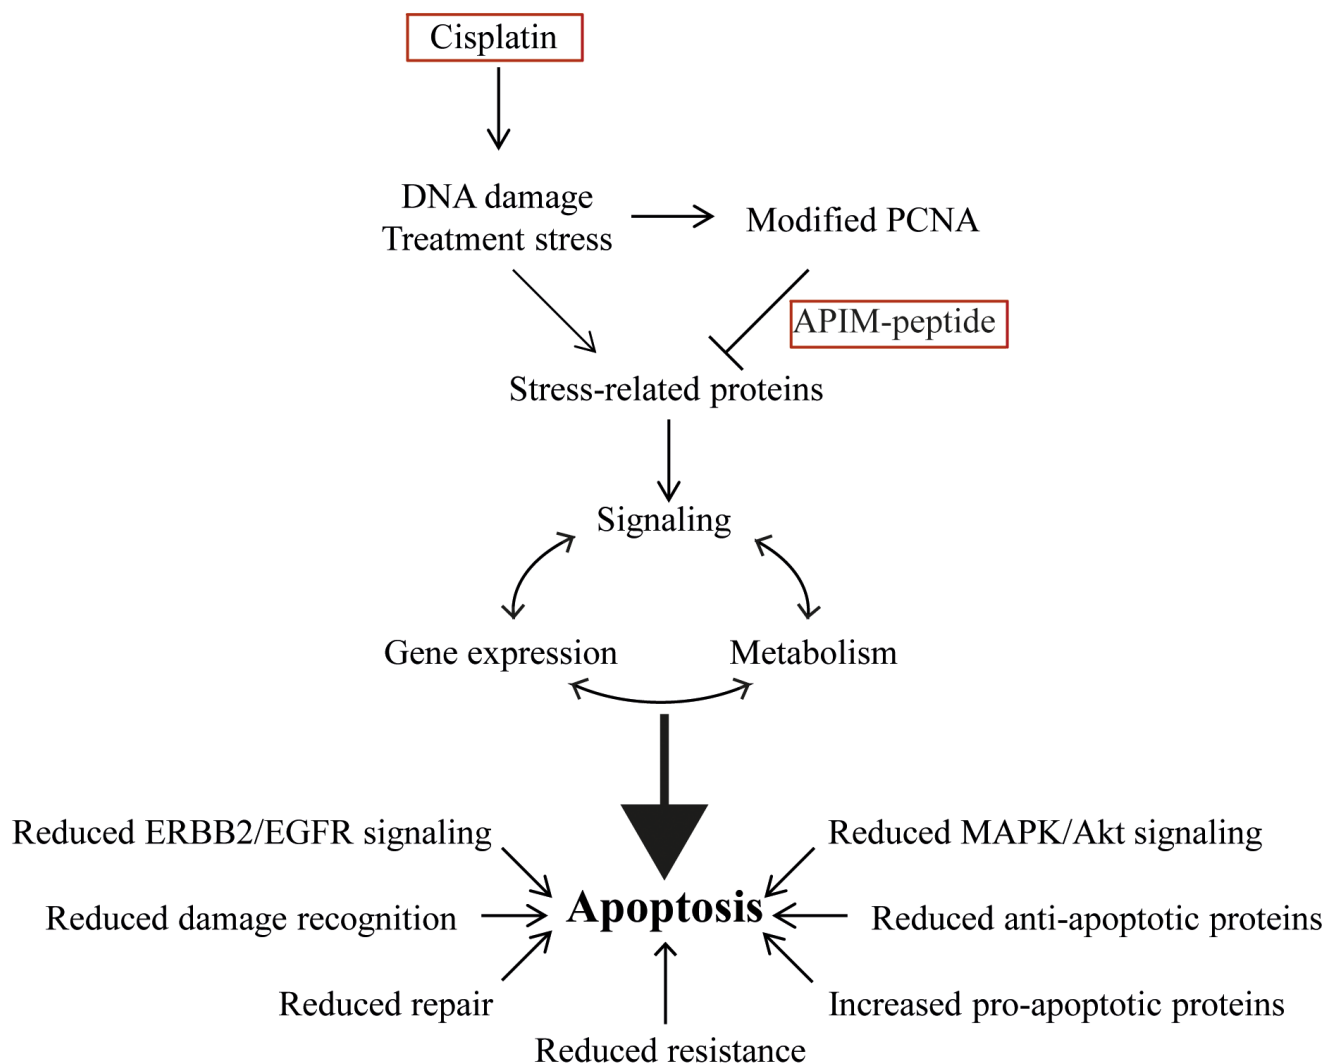 Cisplatin
DNA damage
Treatment stress
Modified PCNA
APIM-peptide
Stress-related proteins
Signaling
Gene expression
Metabolism
Reduced ERBB2/EGFR signaling
Reduced MAPK/Akt signaling
Reduced damage recognition
Apoptosis
Reduced anti-apoptotic proteins
Reduced repair
Increased pro-apoptotic proteins
Reduced resistance